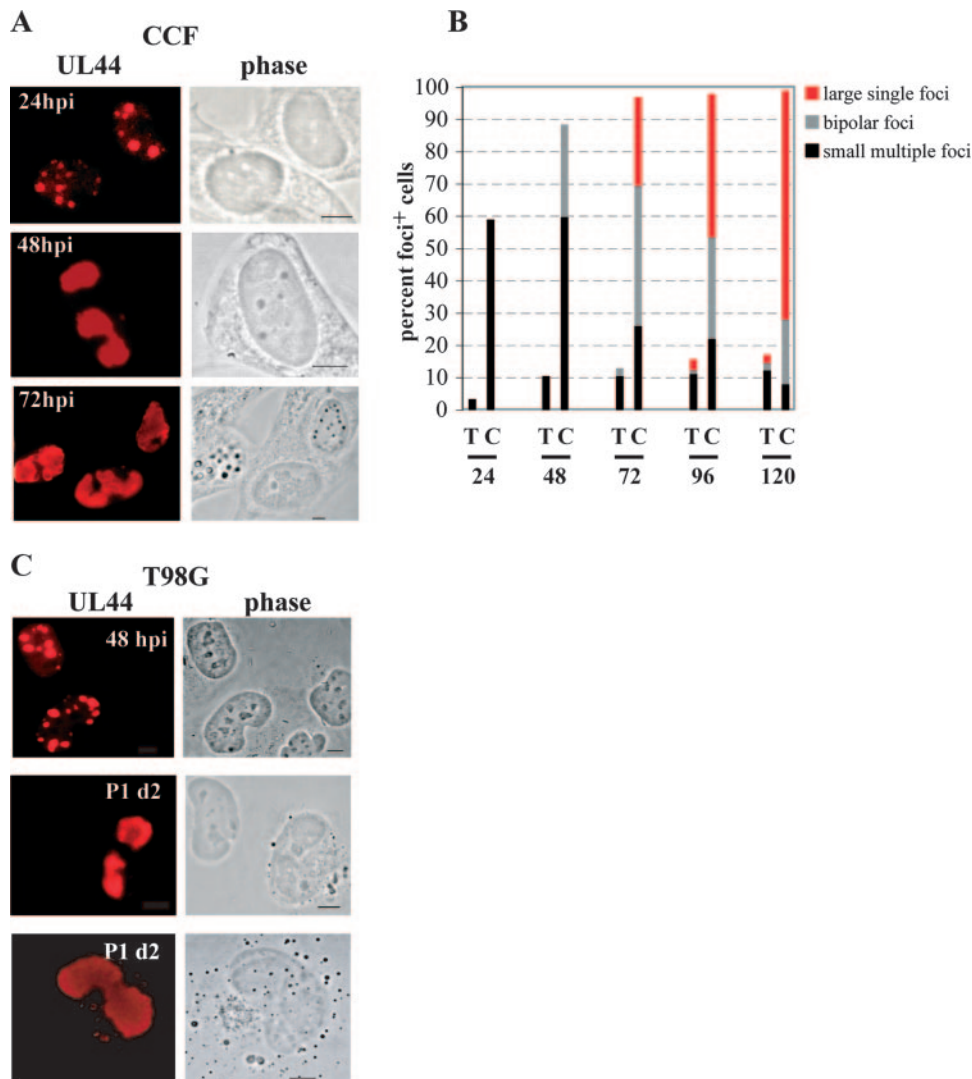 A
CCF
UL44 phase
24hpi
48hpi
72hpi
B
100
90
80
70
60
50
40
30
20
10
0
percent foci+ cells
T C T C T C T C T C
24 48 72 96 120
large single foci
bipolar foci
small multiple foci
C
T98G
UL44 phase
48 hpi
P1 d2
P1 d2